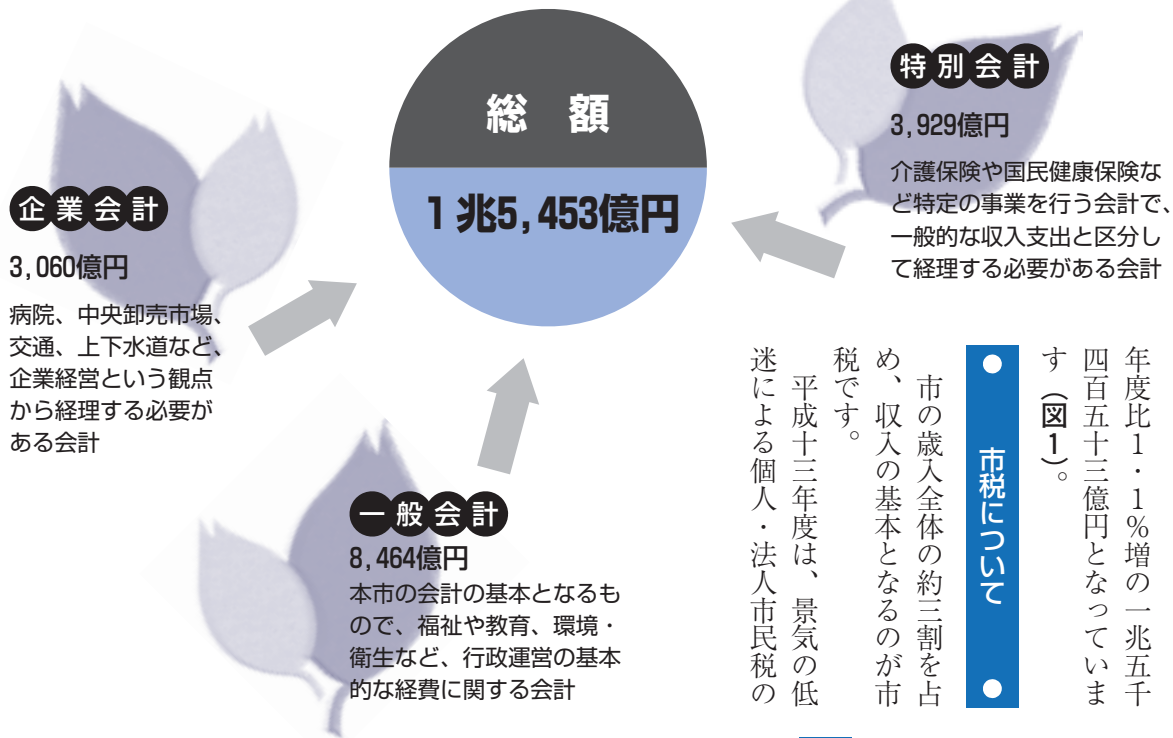 総 額
1兆5,453億円
特別会計
3,929億円
介護保険や国民健康保険な
ど特定の事業を行う会計で、
一般的な収入支出と区分し
て経理する必要がある会計
企業会計
3,060億円
病院、中央卸売市場、
交通、上下水道など、
企業経営という観点
から経理する必要が
ある会計
一般会計
8,464億円
本市の会計の基本となるも
ので、福祉や教育、環境・
衛生など、行政運営の基本
的な経費に関する会計
年度比1・1%増の一兆五千
四百五十三億円となっていま
す(図1)。
● 市税について ●
市の歳入全体の約三割を占
め、収入の基本となるのが市
税です。
平成十三年度は、景気の低
迷による個人・法人市民税の